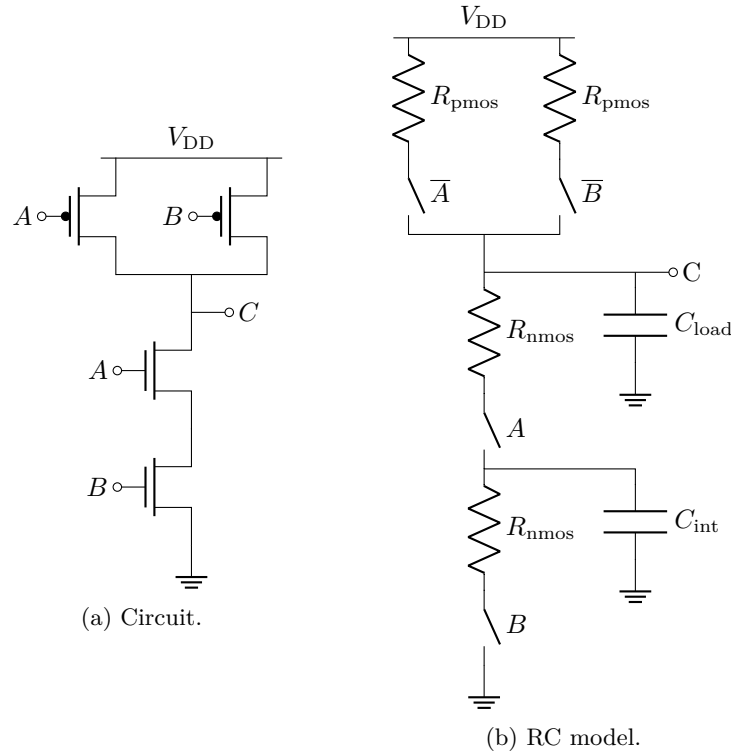 V_DD
A
B
C
A
B
(a) Circuit.
V_DD
R_pmos
R_pmos
A̅
B̅
C
R_nmos
C_load
A
R_nmos
C_int
B
(b) RC model.